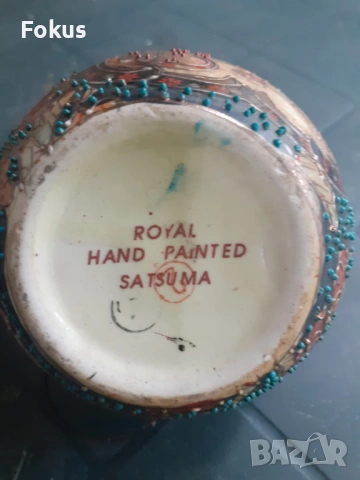 Fokus
ROYAL
HAND PAINTED
SATSUMA
BAZAR